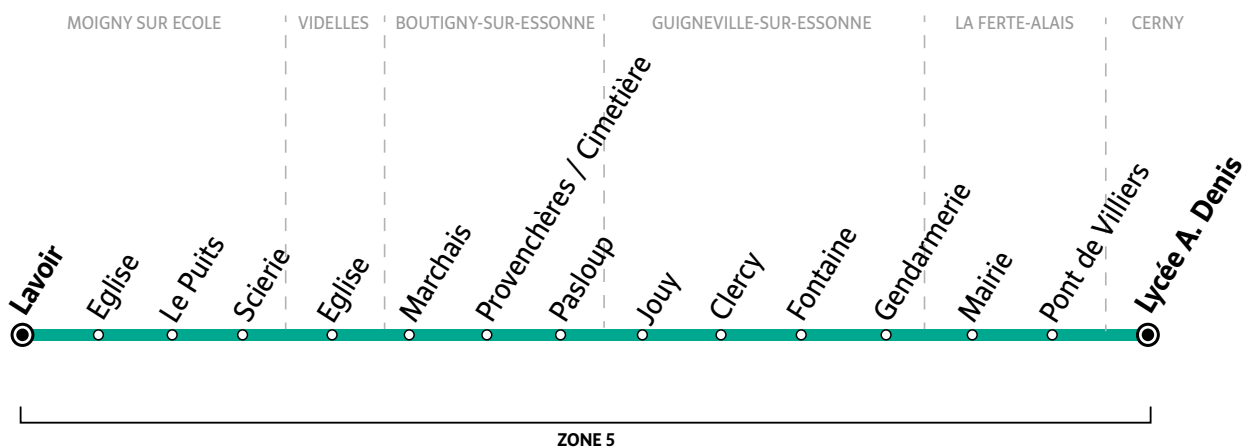 MOIGNY SUR ECOLE
VIDELLES
BOUTIGNY-SUR-ESSONNE
GUIGNEVILLE-SUR-ESSONNE
LA FERTE-ALAIS
CERNY
Lavoir
Eglise
Le Puits
Scierie
Eglise
Marchais
Provenchères / Cimetière
Pasloup
Jouy
Clercy
Fontaine
Gendarmerie
Mairie
Pont de Villiers
Lycée A. Denis
ZONE 5